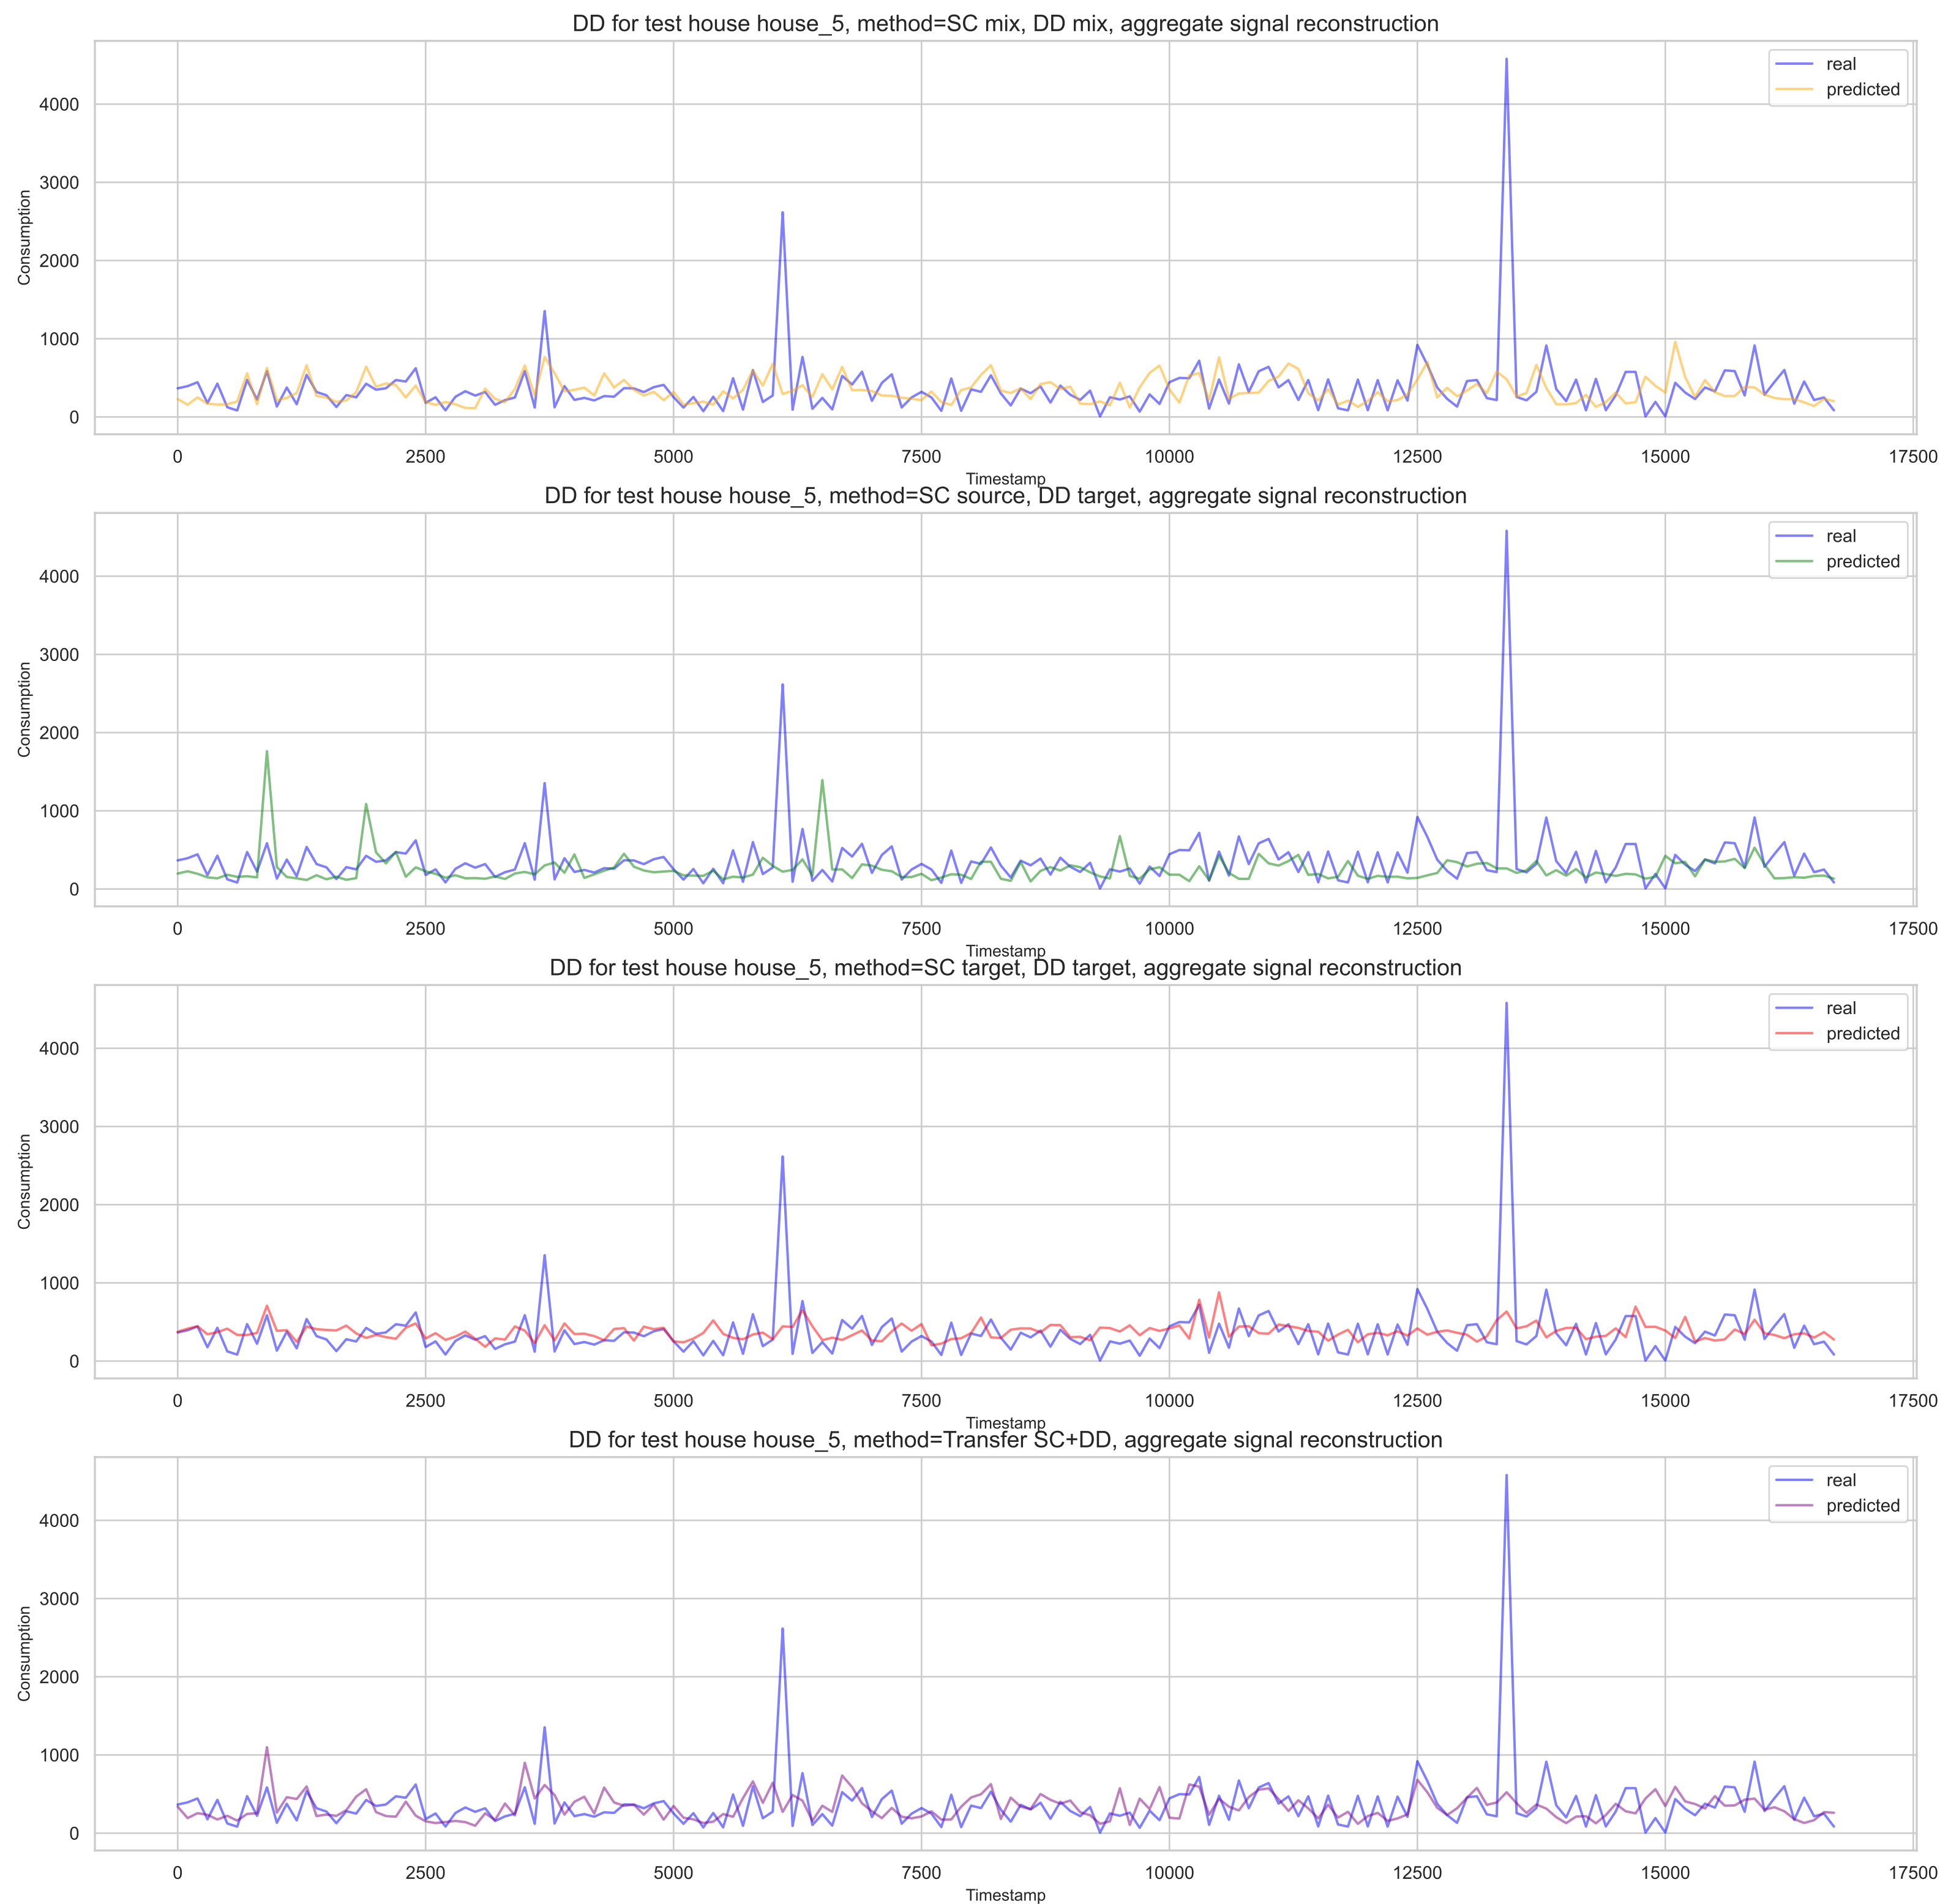 DD for test house house_5, method=SC mix, DD mix, aggregate signal reconstruction
real
predicted
4000
3000
2000
1000
0
Consumption
0 2500 5000 7500 10000 12500 15000 17500
Timestamp
DD for test house house_5, method=SC source, DD target, aggregate signal reconstruction
real
predicted
4000
3000
2000
1000
0
Consumption
0 2500 5000 7500 10000 12500 15000 17500
Timestamp
DD for test house house_5, method=SC target, DD target, aggregate signal reconstruction
real
predicted
4000
3000
2000
1000
0
Consumption
0 2500 5000 7500 10000 12500 15000 17500
Timestamp
DD for test house house_5, method=Transfer SC+DD, aggregate signal reconstruction
real
predicted
4000
3000
2000
1000
0
Consumption
0 2500 5000 7500 10000 12500 15000 17500
Timestamp